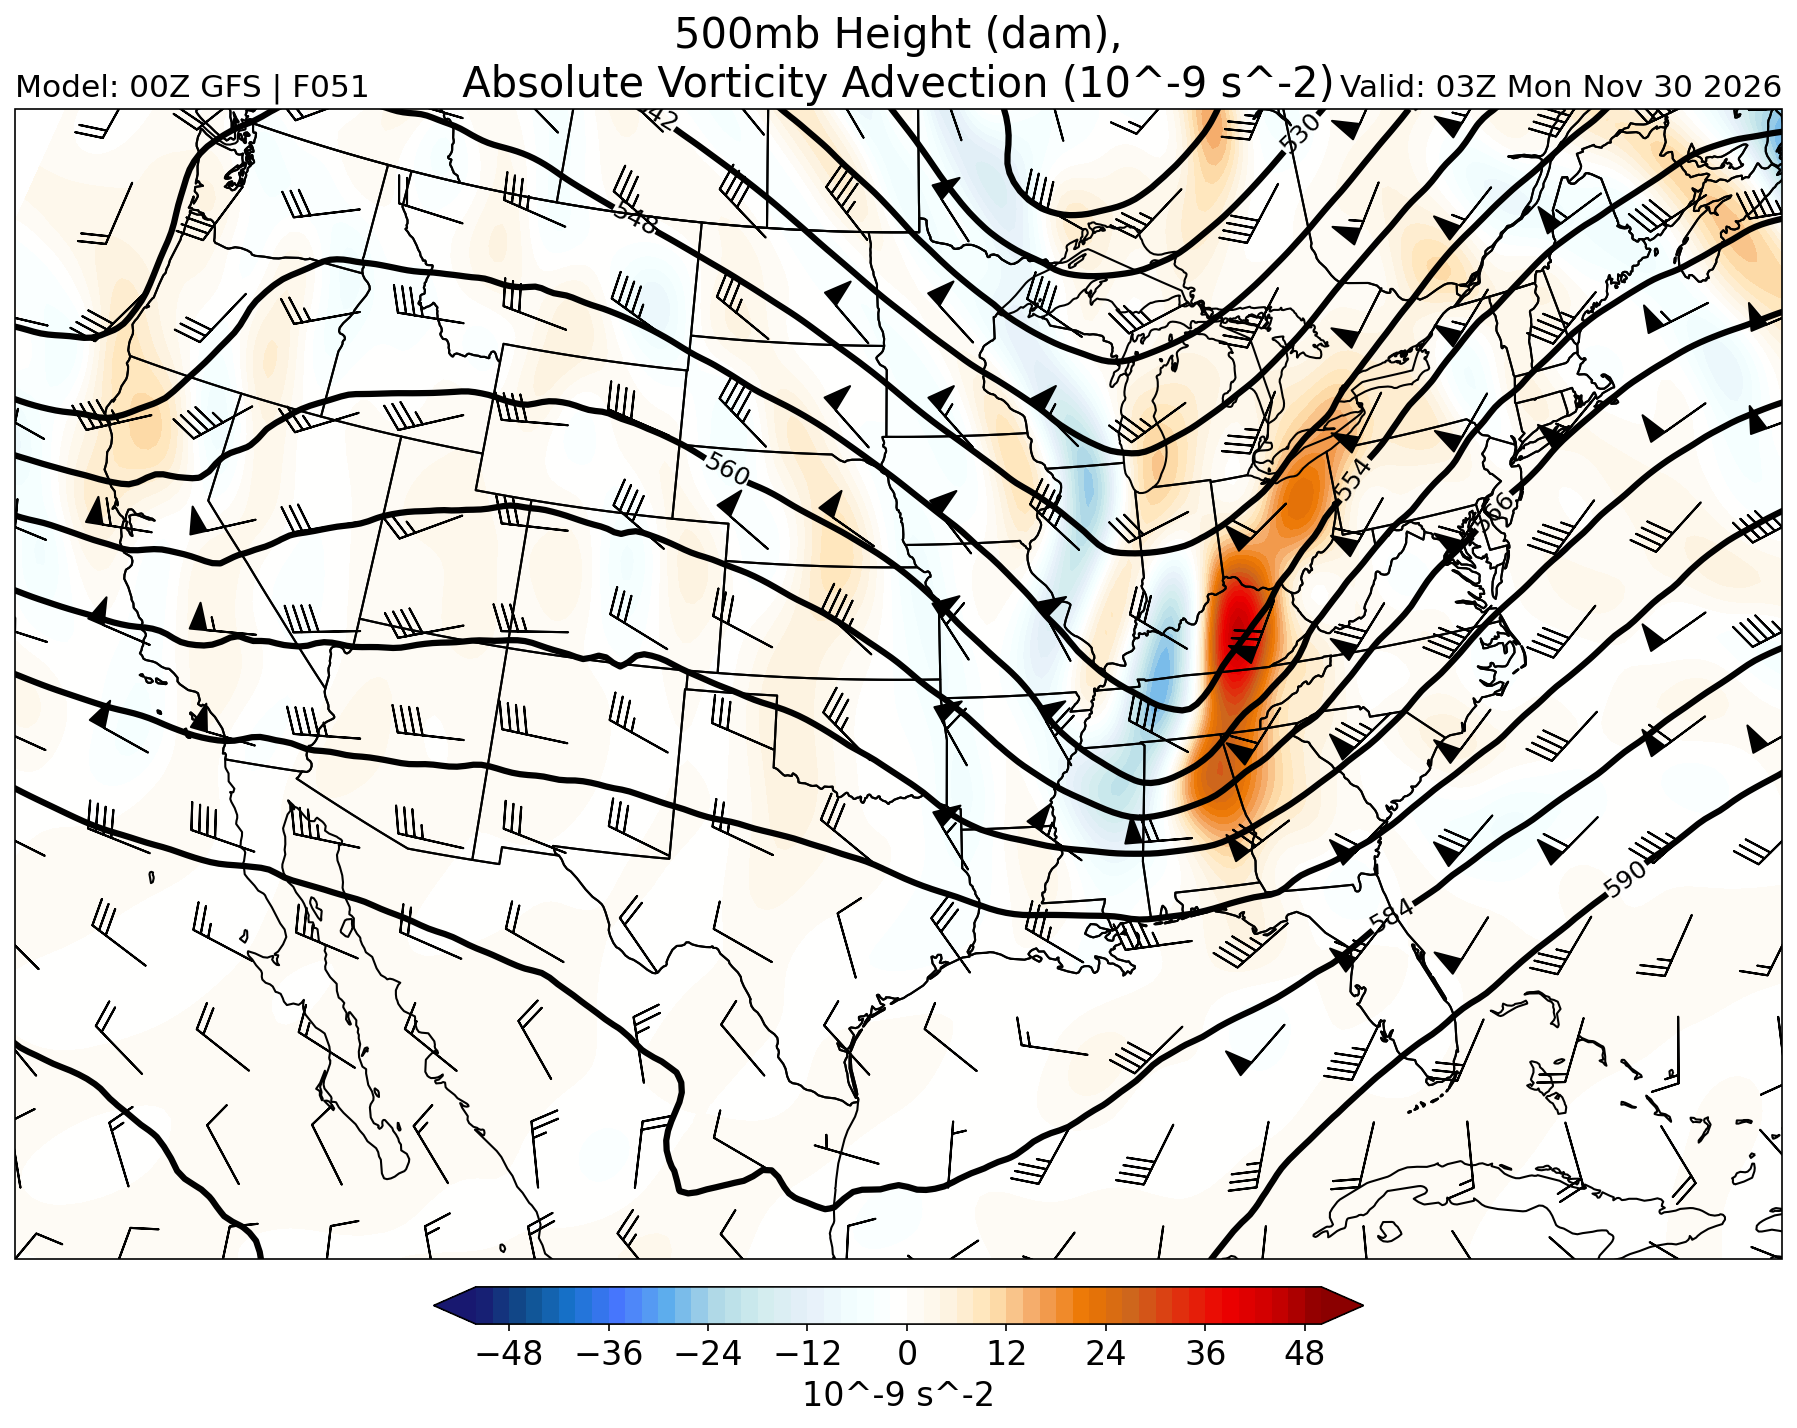 500mb Height (dam),
Absolute Vorticity Advection (10^-9 s^-2)
Model: 00Z GFS | F051
Valid: 03Z Mon Nov 30 2026
42
530
548
560
554
566
584
590
−48 −36 −24 −12 0 12 24 36 48
10^-9 s^-2